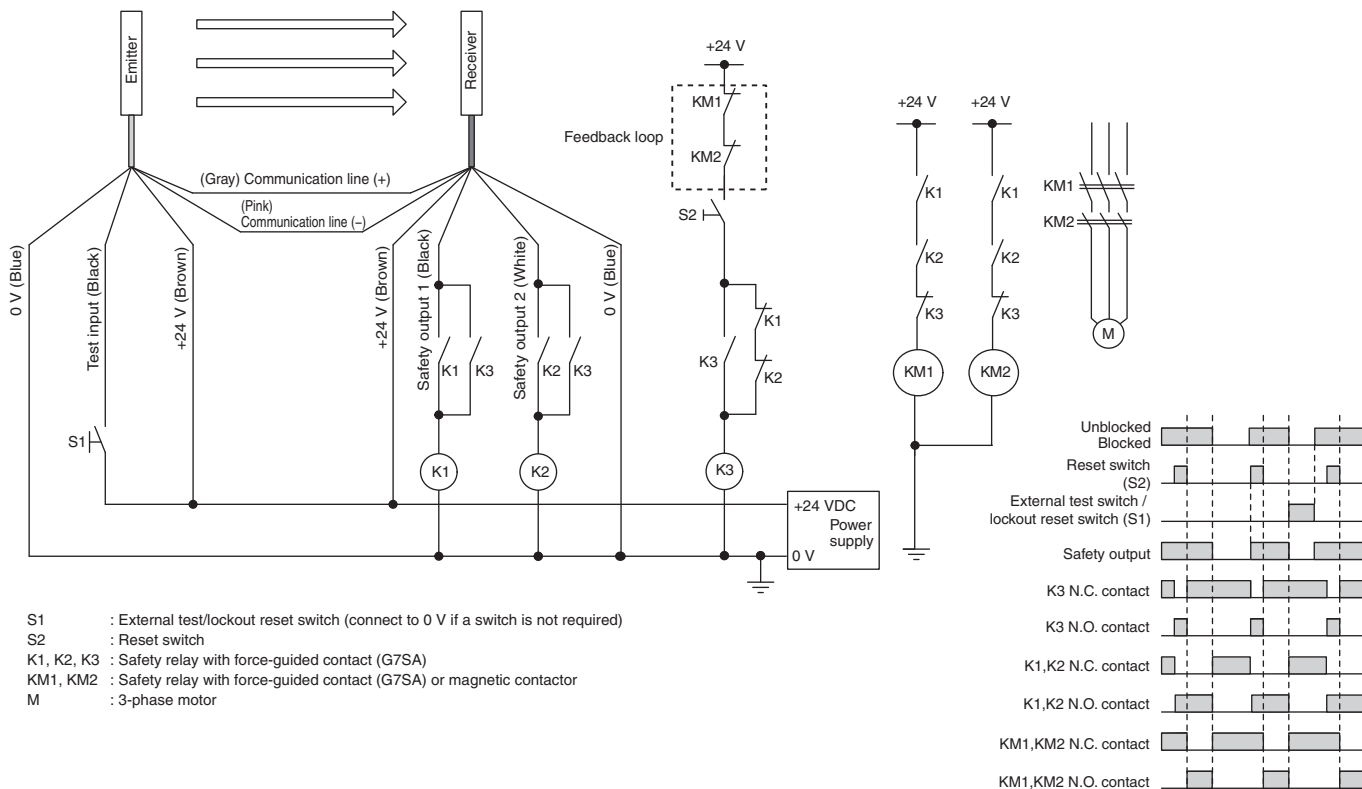 Emitter
Receiver
+24 V
KM1
KM2
Feedback loop
S2
K3
K1
K2
K3
(Gray) Communication line (+)
(Pink)
Communication line (–)
0 V (Blue)
Test input (Black)
+24 V (Brown)
+24 V (Brown)
Safety output 1 (Black)
Safety output 2 (White)
0 V (Blue)
K1
K3
K2
K3
S1
K1
K2
+24 VDC
Power
supply
0 V
+24 V
+24 V
K1
K1
K2
K2
K3
K3
KM1
KM2
KM1
KM2
M
Unblocked
Blocked
Reset switch
(S2)
External test switch /
lockout reset switch (S1)
Safety output
K3 N.C. contact
K3 N.O. contact
K1,K2 N.C. contact
K1,K2 N.O. contact
KM1,KM2 N.C. contact
KM1,KM2 N.O. contact
S1 : External test/lockout reset switch (connect to 0 V if a switch is not required)
S2 : Reset switch
K1, K2, K3 : Safety relay with force-guided contact (G7SA)
KM1, KM2 : Safety relay with force-guided contact (G7SA) or magnetic contactor
M : 3-phase motor